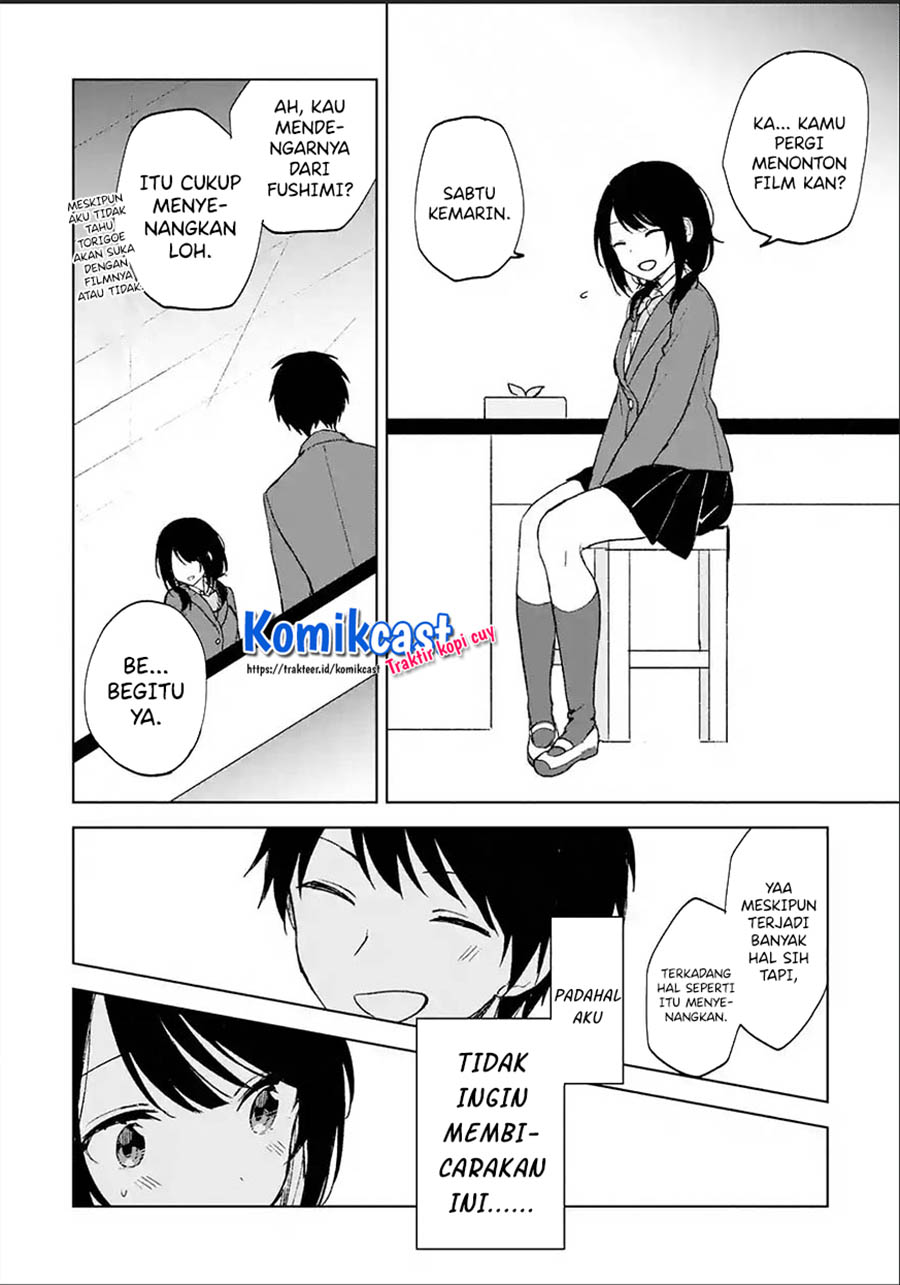 KA... KAMU
PERGI
MENONTON
FILM KAN?
SABTU
KEMARIN.
AH, KAU
MENDE-
NGARNYA
DARI
FUSHIMI?
ITU CUKUP
MENYE-
NANGKAN
LOH.
MESKIPUN
AKU TIDAK
TAHU
TORIGOE
AKAN SUKA
DENGAN
FILMNYA
ATAU TIDAK.
BE...
BEGITU
YA.
Komikcast
https://trakteer.id/komikcast
Traktir kopi cuy
YAA
MESKIPUN
TERJADI
BANYAK
HAL SIH
TAPI,
TERKADANG
HAL SEPERTI
ITU MENYE-
NANGKAN.
PADAHAL
AKU
TIDAK
INGIN
MEMBI-
CARAKAN
INI......